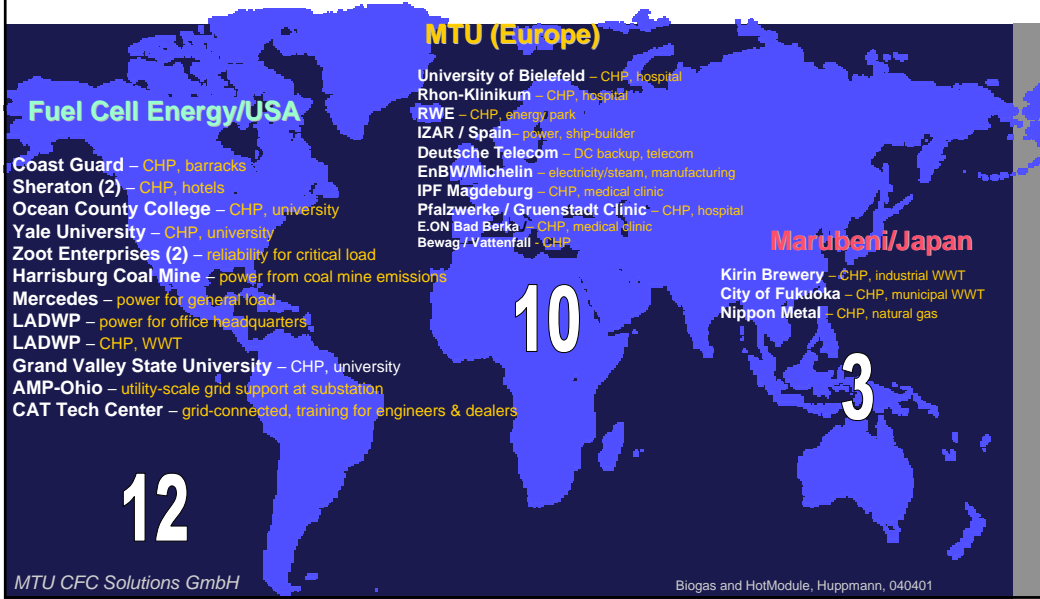 MTU (Europe)
University of Bielefeld – CHP, hospital
Rhon-Klinikum – CHP, hospital
RWE – CHP, energy park
IZAR / Spain– power, ship-builder
Deutsche Telecom – DC backup, telecom
EnBW/Michelin – electricity/steam, manufacturing
IPF Magdeburg – CHP, medical clinic
Pfalzwerke / Gruenstadt Clinic – CHP, hospital
E.ON Bad Berka / – CHP, medical clinic
Bewag / Vattenfall - CHP
10
Fuel Cell Energy/USA
Coast Guard – CHP, barracks
Sheraton (2) – CHP, hotels
Ocean County College – CHP, university
Yale University – CHP, university
Zoot Enterprises (2) – reliability for critical load
Harrisburg Coal Mine – power from coal mine emissions
Mercedes – power for general load
LADWP – power for office headquarters
LADWP – CHP, WWT
Grand Valley State University – CHP, university
AMP-Ohio – utility-scale grid support at substation
CAT Tech Center – grid-connected, training for engineers & dealers
12
Marubeni/Japan
Kirin Brewery – CHP, industrial WWT
City of Fukuoka – CHP, municipal WWT
Nippon Metal – CHP, natural gas
3
MTU CFC Solutions GmbH
Biogas and HotModule, Huppmann, 040401